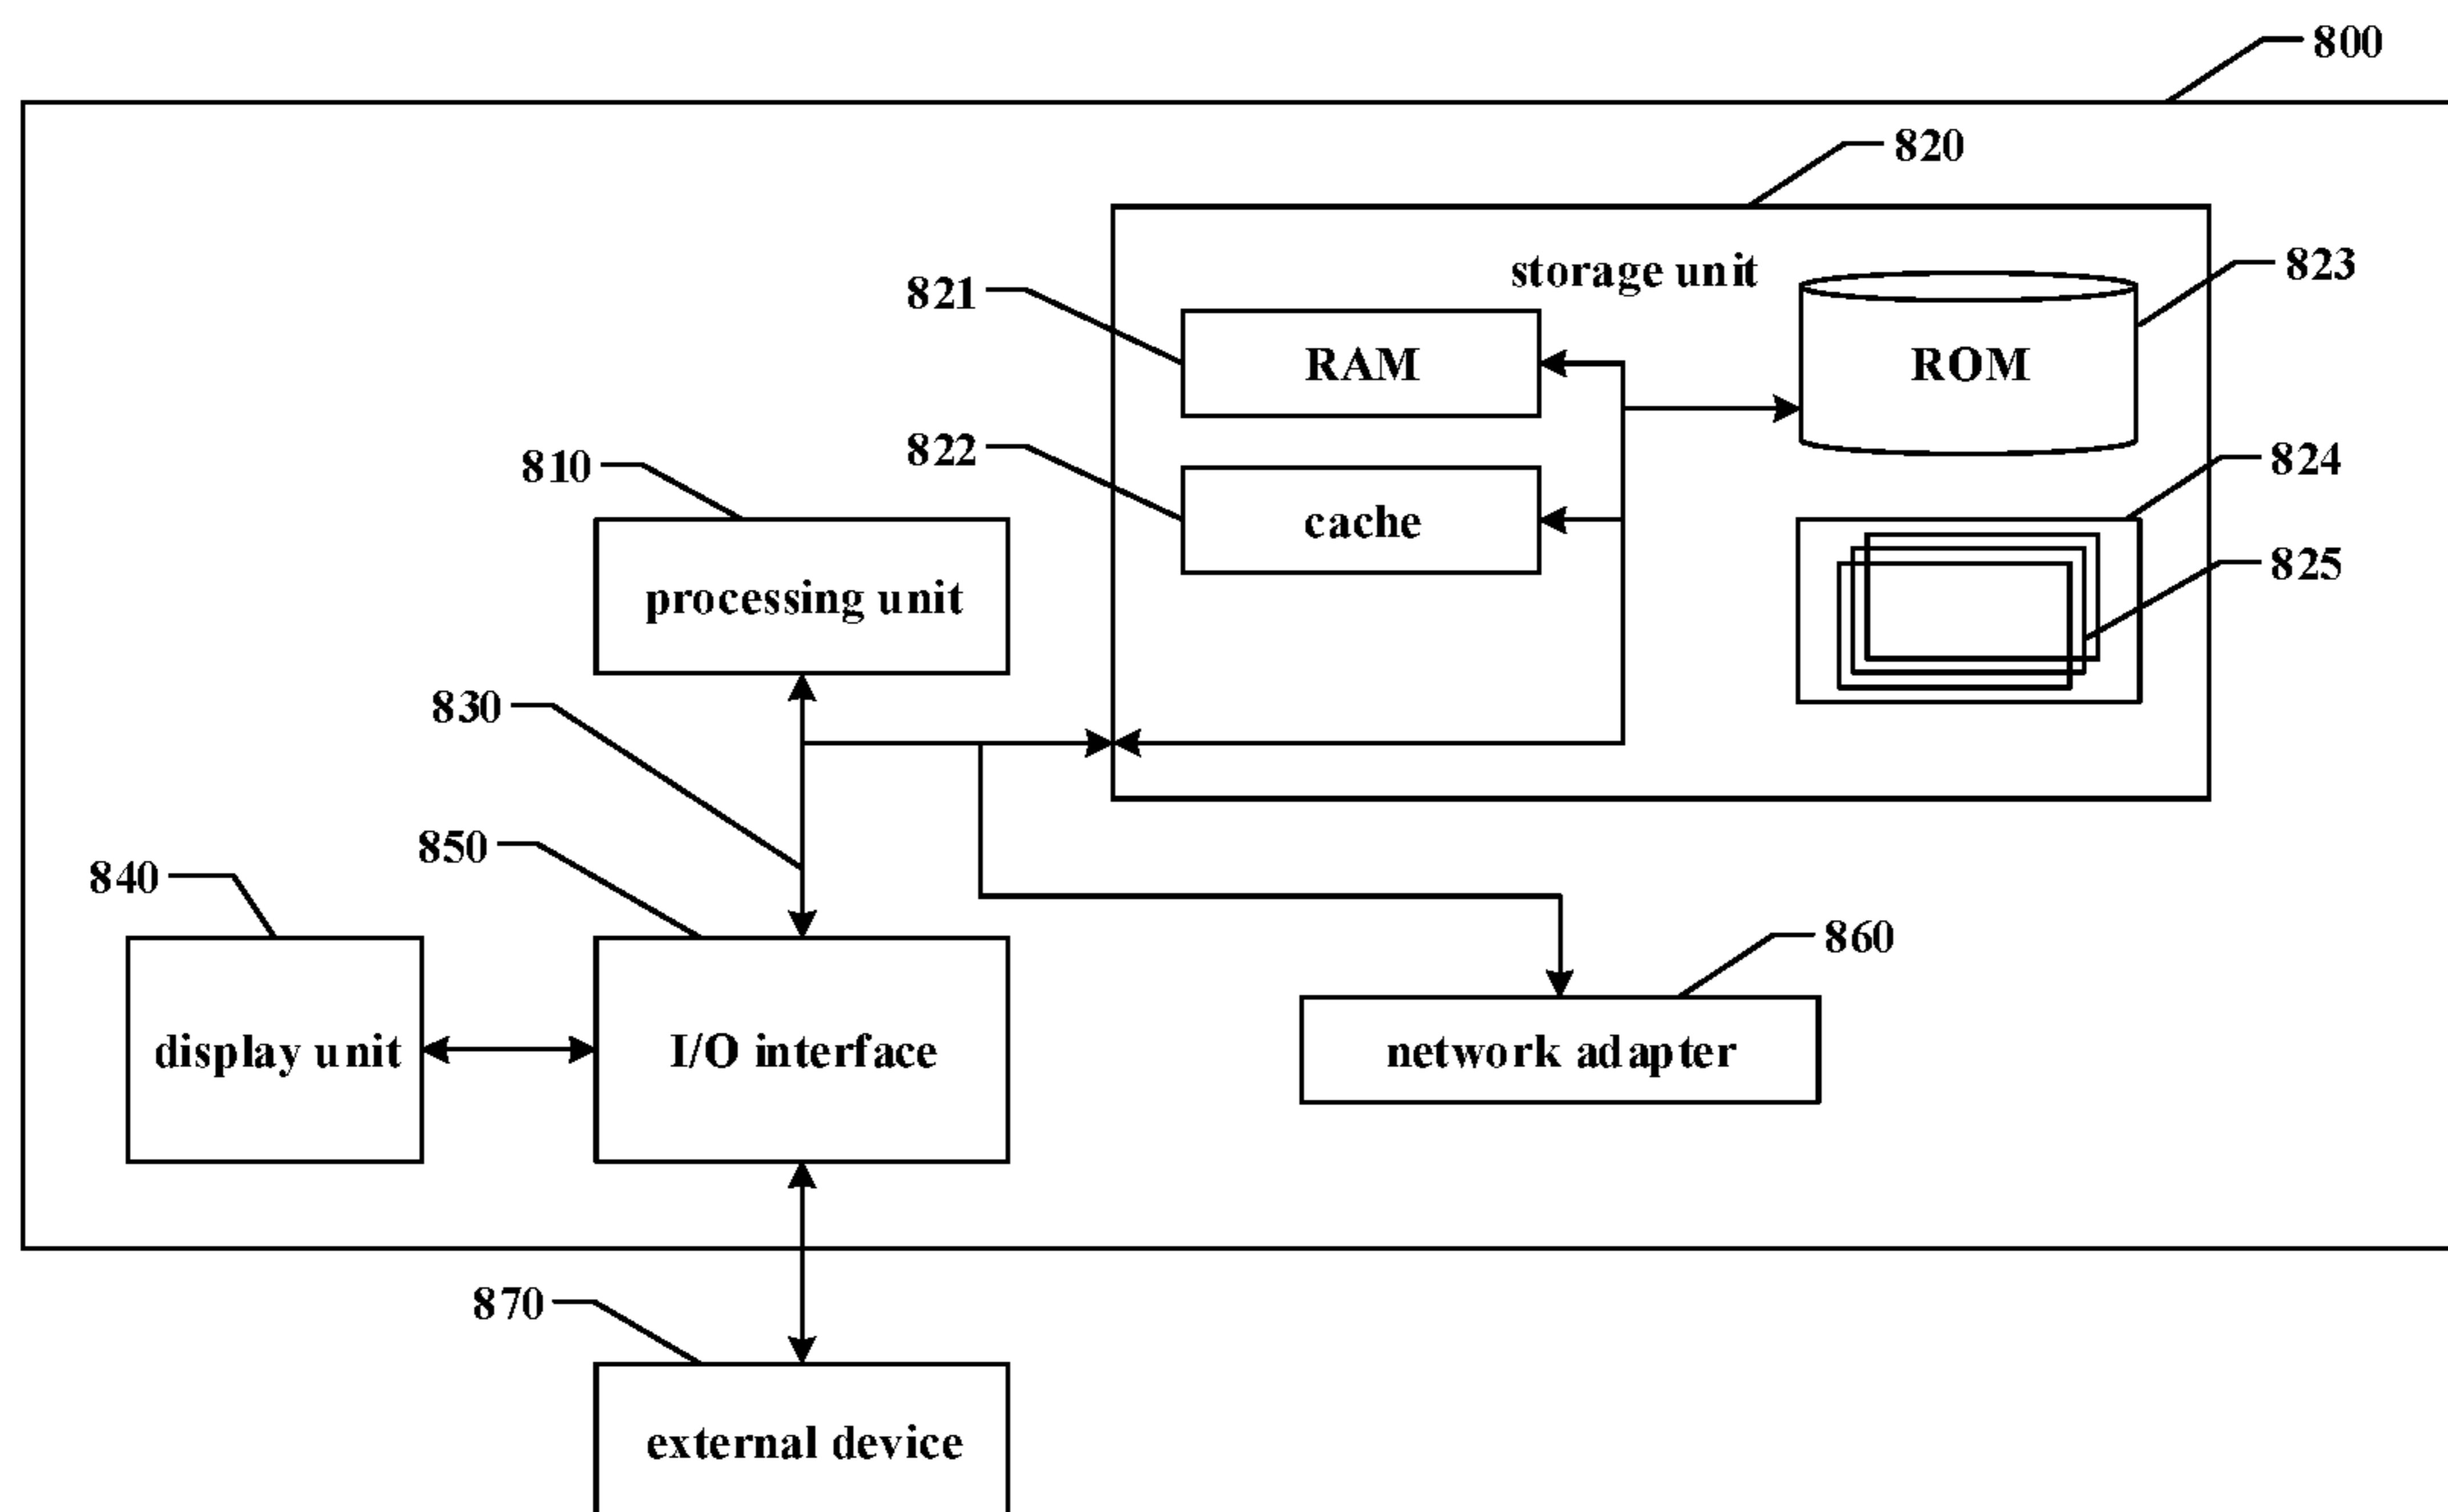 800
820
storage unit
823
821
RAM
ROM
810
822
cache
824
825
processing unit
830
850
840
860
display unit
I/O interface
network adapter
870
external device